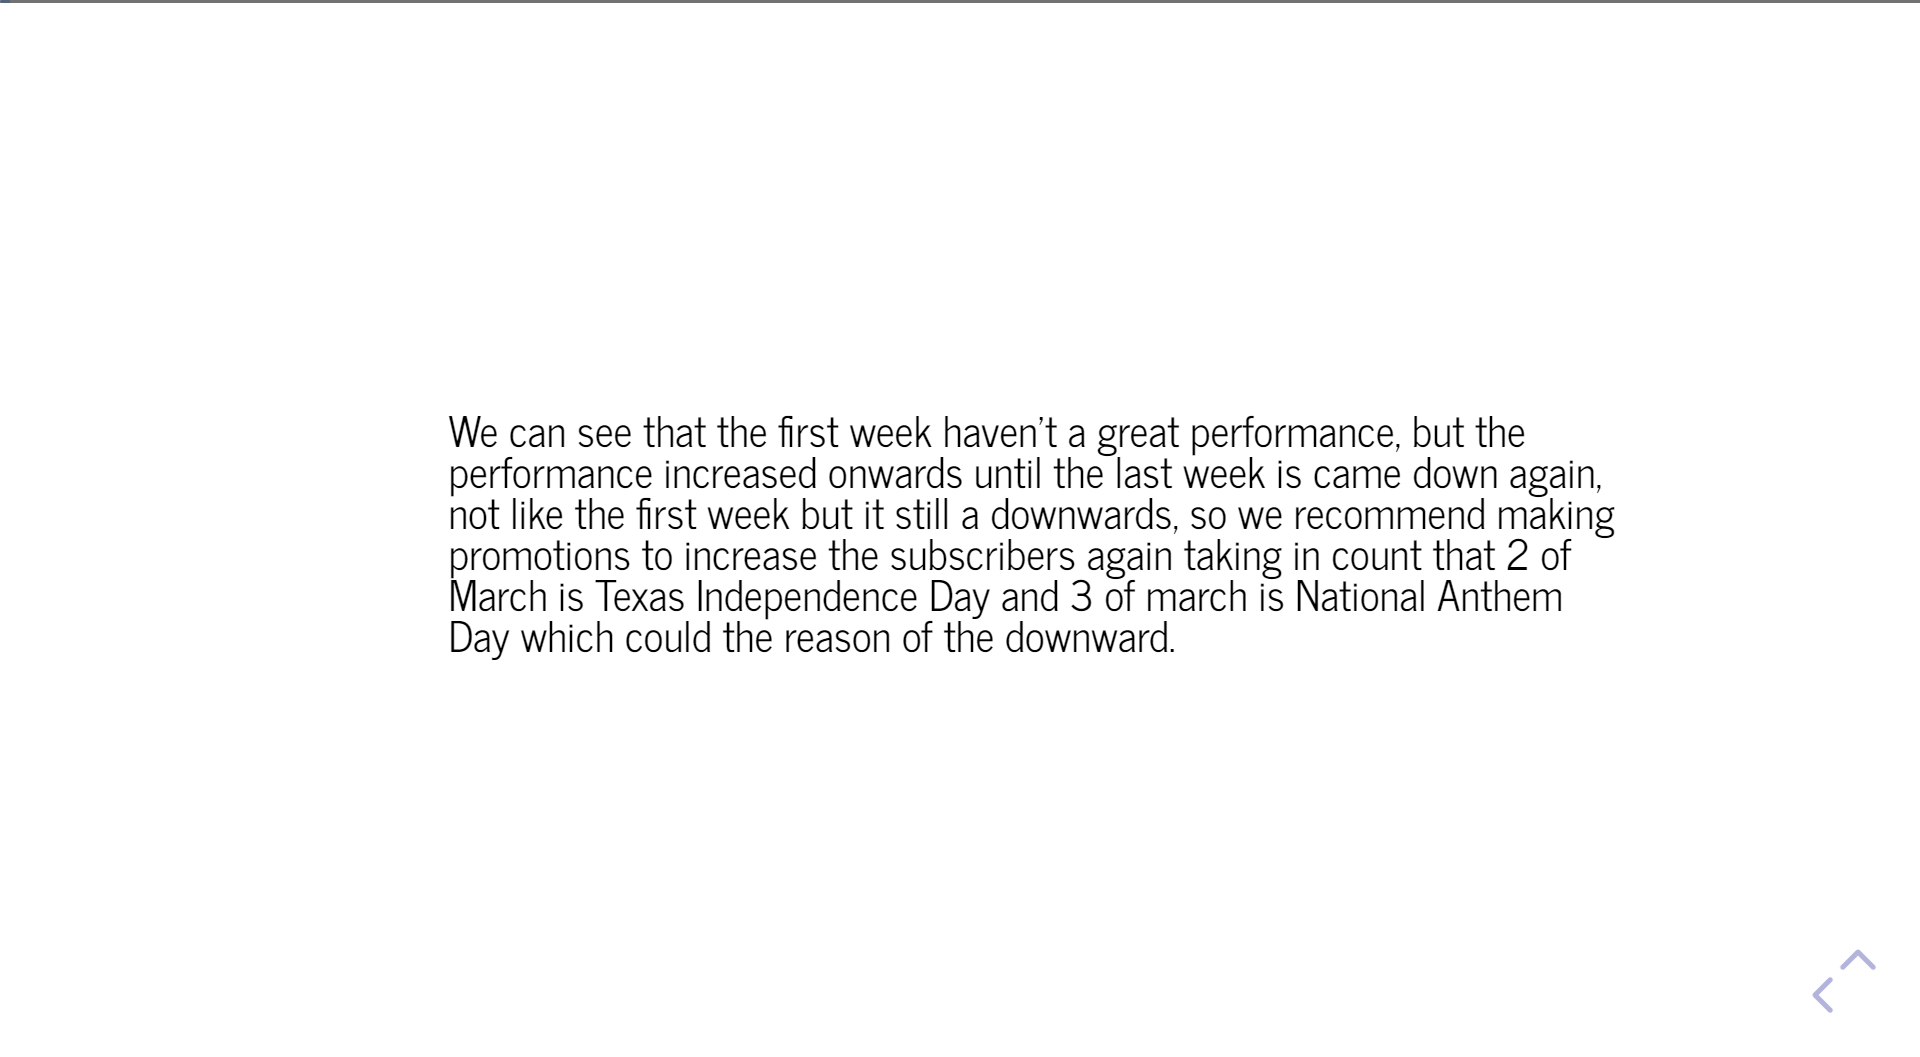 We can see that the first week haven't a great performance, but the
performance increased onwards until the last week is came down again,
not like the first week but it still a downwards, so we recommend making
promotions to increase the subscribers again taking in count that 2 of
March is Texas Independence Day and 3 of march is National Anthem
Day which could the reason of the downward.